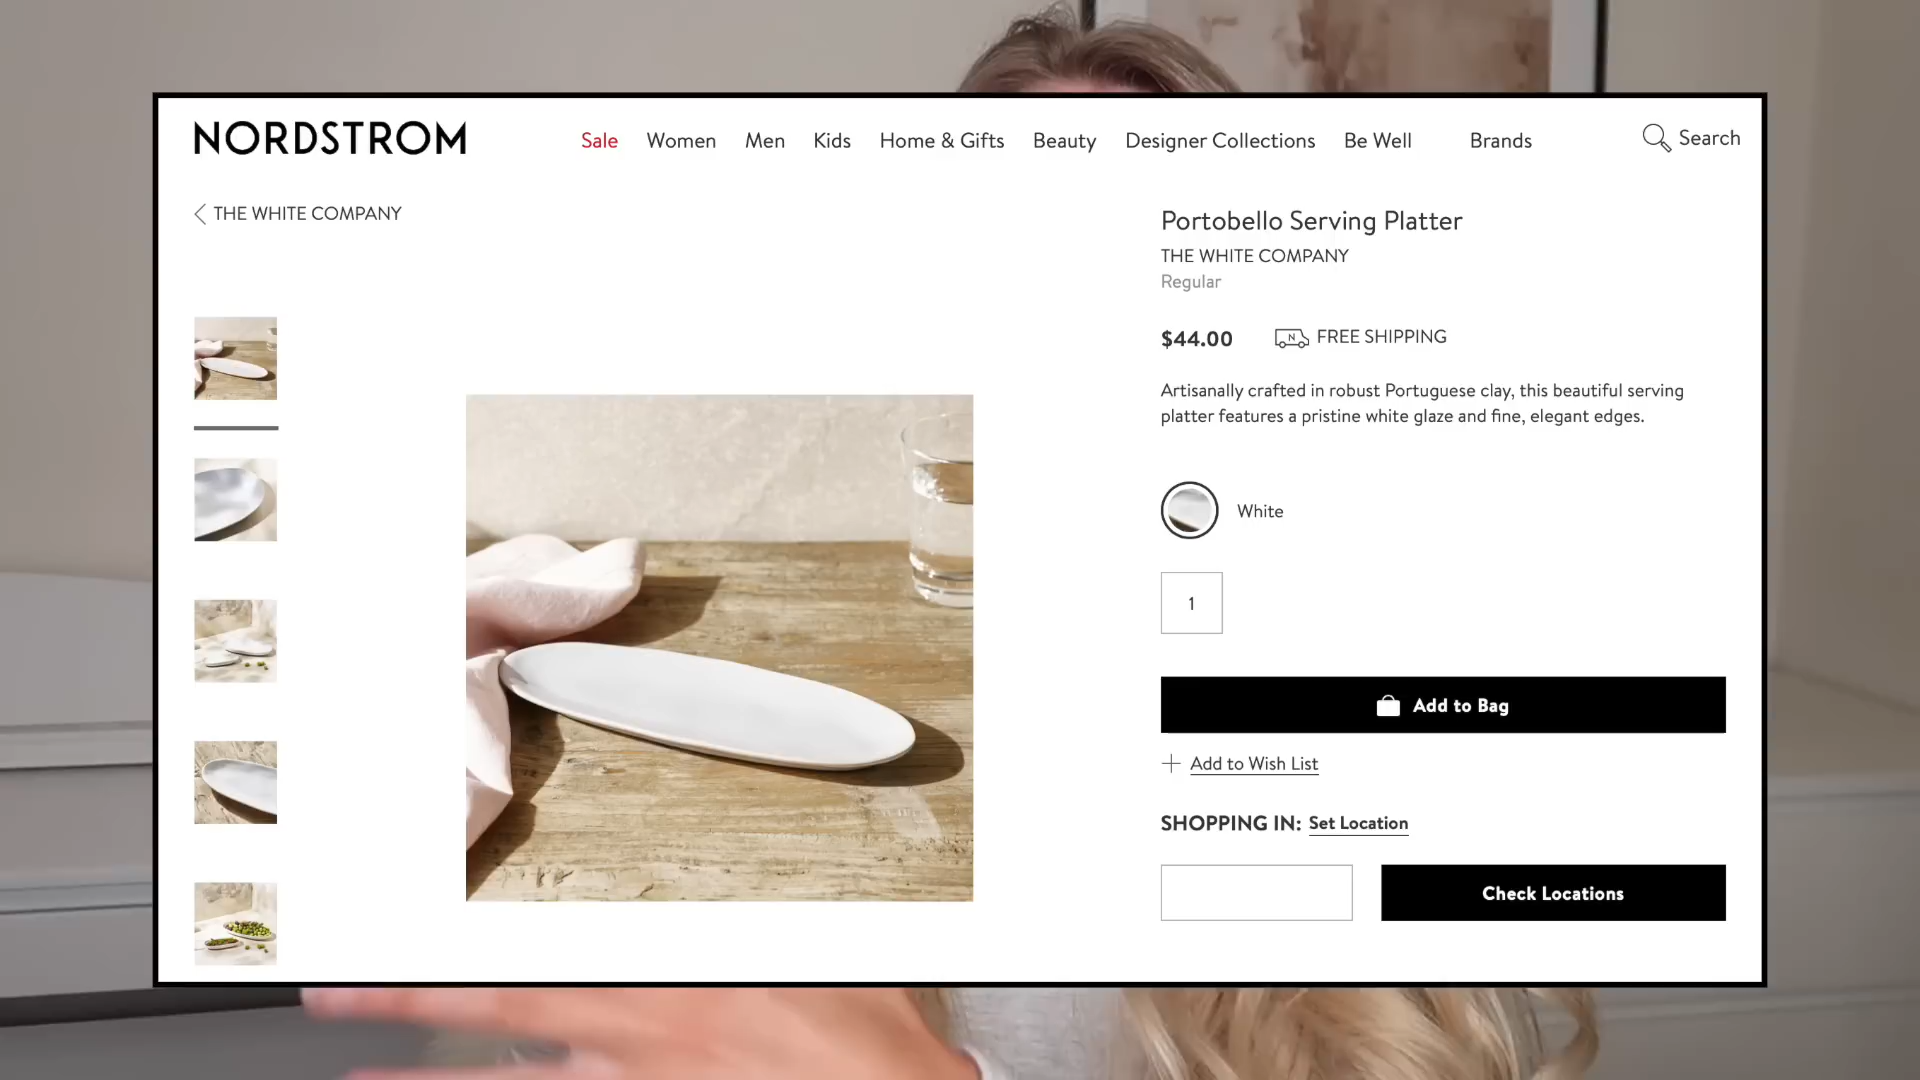 NORDSTROM
Sale Women Men Kids Home & Gifts Beauty Designer Collections Be Well Brands
Search
THE WHITE COMPANY
Portobello Serving Platter
THE WHITE COMPANY
Regular
$44.00
N
FREE SHIPPING
Artisanally crafted in robust Portuguese clay, this beautiful serving
platter features a pristine white glaze and fine, elegant edges.
White
1
Add to Bag
Add to Wish List
SHOPPING IN: Set Location
Check Locations